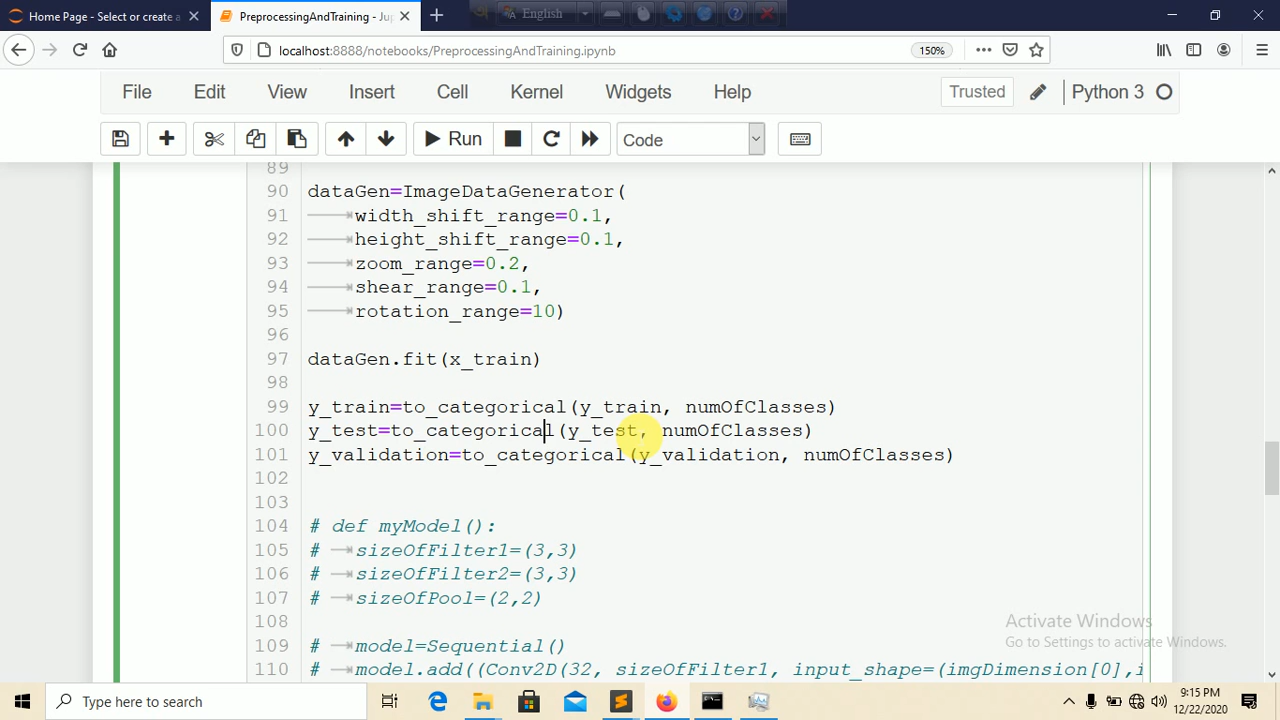 Home Page - Select or create a
PreprocessingAndTraining - Jup
English
localhost:8888/notebooks/PreprocessingAndTraining.ipynb
150%
File Edit View Insert Cell Kernel Widgets Help Trusted Python 3
Run Code
89
90 dataGen=ImageDataGenerator(
91 width_shift_range=0.1,
92 height_shift_range=0.1,
93 zoom_range=0.2,
94 shear_range=0.1,
95 rotation_range=10)
96
97 dataGen.fit(x_train)
98
99 y_train=to_categorical(y_train, numOfClasses)
100 y_test=to_categorical(y_test, numOfClasses)
101 y_validation=to_categorical(y_validation, numOfClasses)
102
103
104 # def myModel():
105 # sizeOfFilter1=(3,3)
106 # sizeOfFilter2=(3,3)
107 # sizeOfPool=(2,2)
108
109 # model=Sequential()
110 # model.add((Conv2D(32, sizeOfFilter1, input_shape=(imgDimension[0],i
Activate Windows
Go to Settings to activate Windows.
Type here to search
9:15 PM
12/22/2020